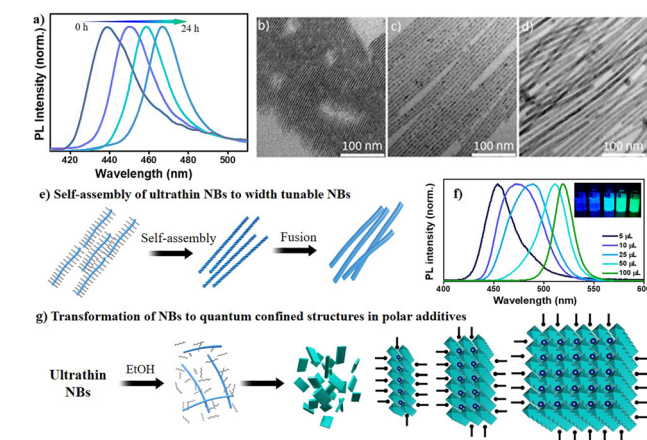 a)
0 h
24 h
PL Intensity (norm.)
420 440 460 480 500
Wavelength (nm)
b)
100 nm
c)
100 nm
d)
100 nm
e) Self-assembly of ultrathin NBs to width tunable NBs
Self-assembly
Fusion
f)
PL intensity (norm.)
5 µL
10 µL
25 µL
50 µL
100 µL
400 450 500 550 600
Wavelength (nm)
g) Transformation of NBs to quantum confined structures in polar additives
Ultrathin
NBs
EtOH